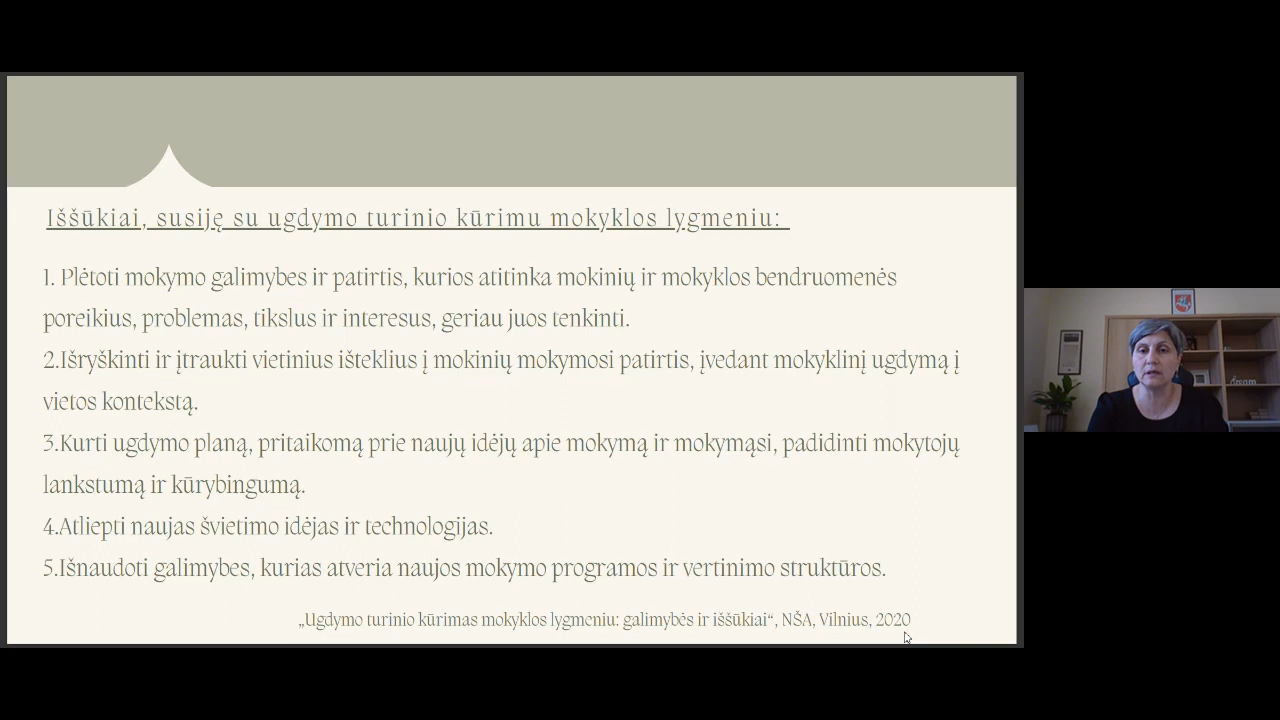 Iššūkiai, susiję su ugdymo turinio kūrimu mokyklos lygmeniu:
1. Plėtoti mokymo galimybes ir patirtis, kurios atitinka mokinių ir mokyklos bendruomenės
poreikius, problemas, tikslus ir interesus, geriau juos tenkinti.
2.Išryškinti ir įtraukti vietinius išteklius į mokinių mokymosi patirtis, įvedant mokyklinį ugdymą į
vietos kontekstą.
3.Kurti ugdymo planą, pritaikomą prie naujų idėjų apie mokymą ir mokymąsi, padidinti mokytojų
lankstumą ir kūrybingumą.
4.Atliepti naujas švietimo idėjas ir technologijas.
5.Išnaudoti galimybes, kurias atveria naujos mokymo programos ir vertinimo struktūros.
„Ugdymo turinio kūrimas mokyklos lygmeniu: galimybės ir iššūkiai“, NŠA, Vilnius, 2020
dream